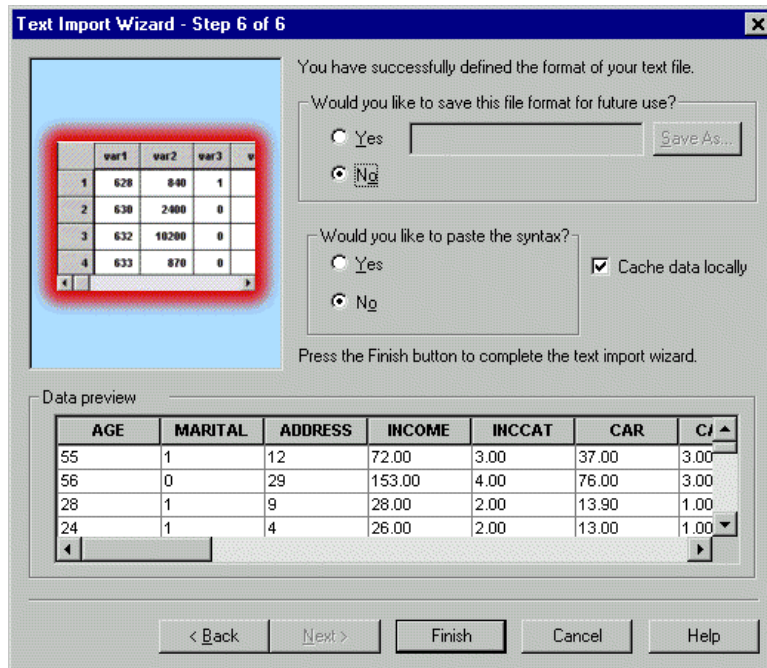 Text Import Wizard - Step 6 of 6
You have successfully defined the format of your text file.
Would you like to save this file format for future use?
Yes
Save As...
No
var1 var2 var3 v
1 628 840 1
2 630 2400 0
3 632 10200 0
4 633 870 0
Would you like to paste the syntax?
Yes
Cache data locally
No
Press the Finish button to complete the text import wizard.
Data preview
AGE MARITAL ADDRESS INCOME INCCAT CAR CA
55 1 12 72.00 3.00 37.00 3.00
56 0 29 153.00 4.00 76.00 3.00
28 1 9 28.00 2.00 13.90 1.00
24 1 4 26.00 2.00 13.00 1.00
< Back Next > Finish Cancel Help